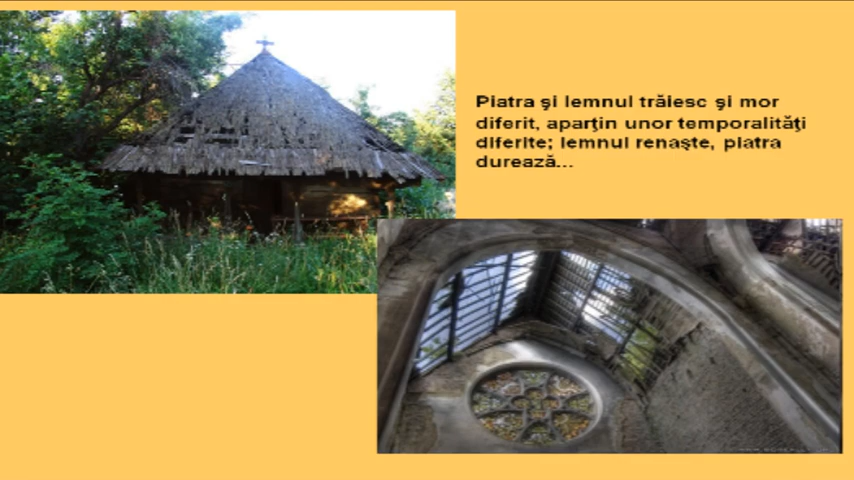 Piatra şi lemnul trăiesc şi mor
diferit, aparţin unor temporalităţi
diferite; lemnul renaşte, piatra
durează...